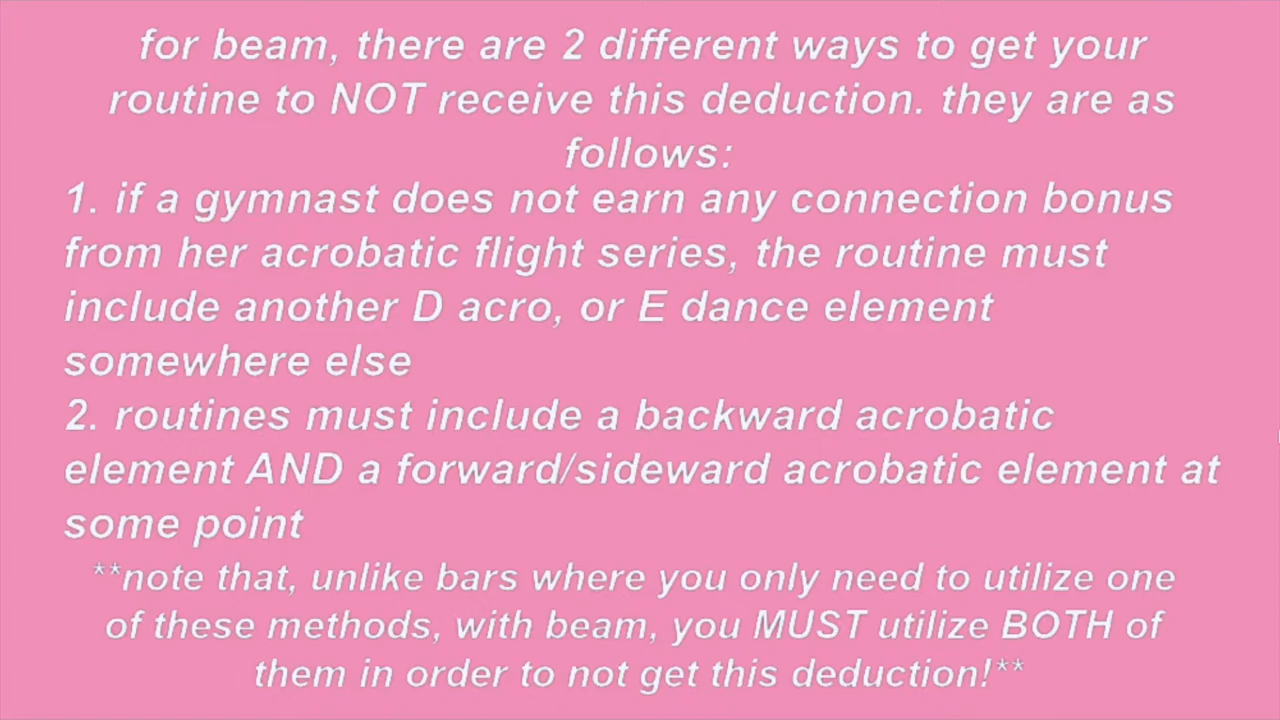 for beam, there are 2 different ways to get your
routine to NOT receive this deduction. they are as
follows:
1. if a gymnast does not earn any connection bonus
from her acrobatic flight series, the routine must
include another D acro, or E dance element
somewhere else
2. routines must include a backward acrobatic
element AND a forward/sideward acrobatic element at
some point
**note that, unlike bars where you only need to utilize one
of these methods, with beam, you MUST utilize BOTH of
them in order to not get this deduction!**